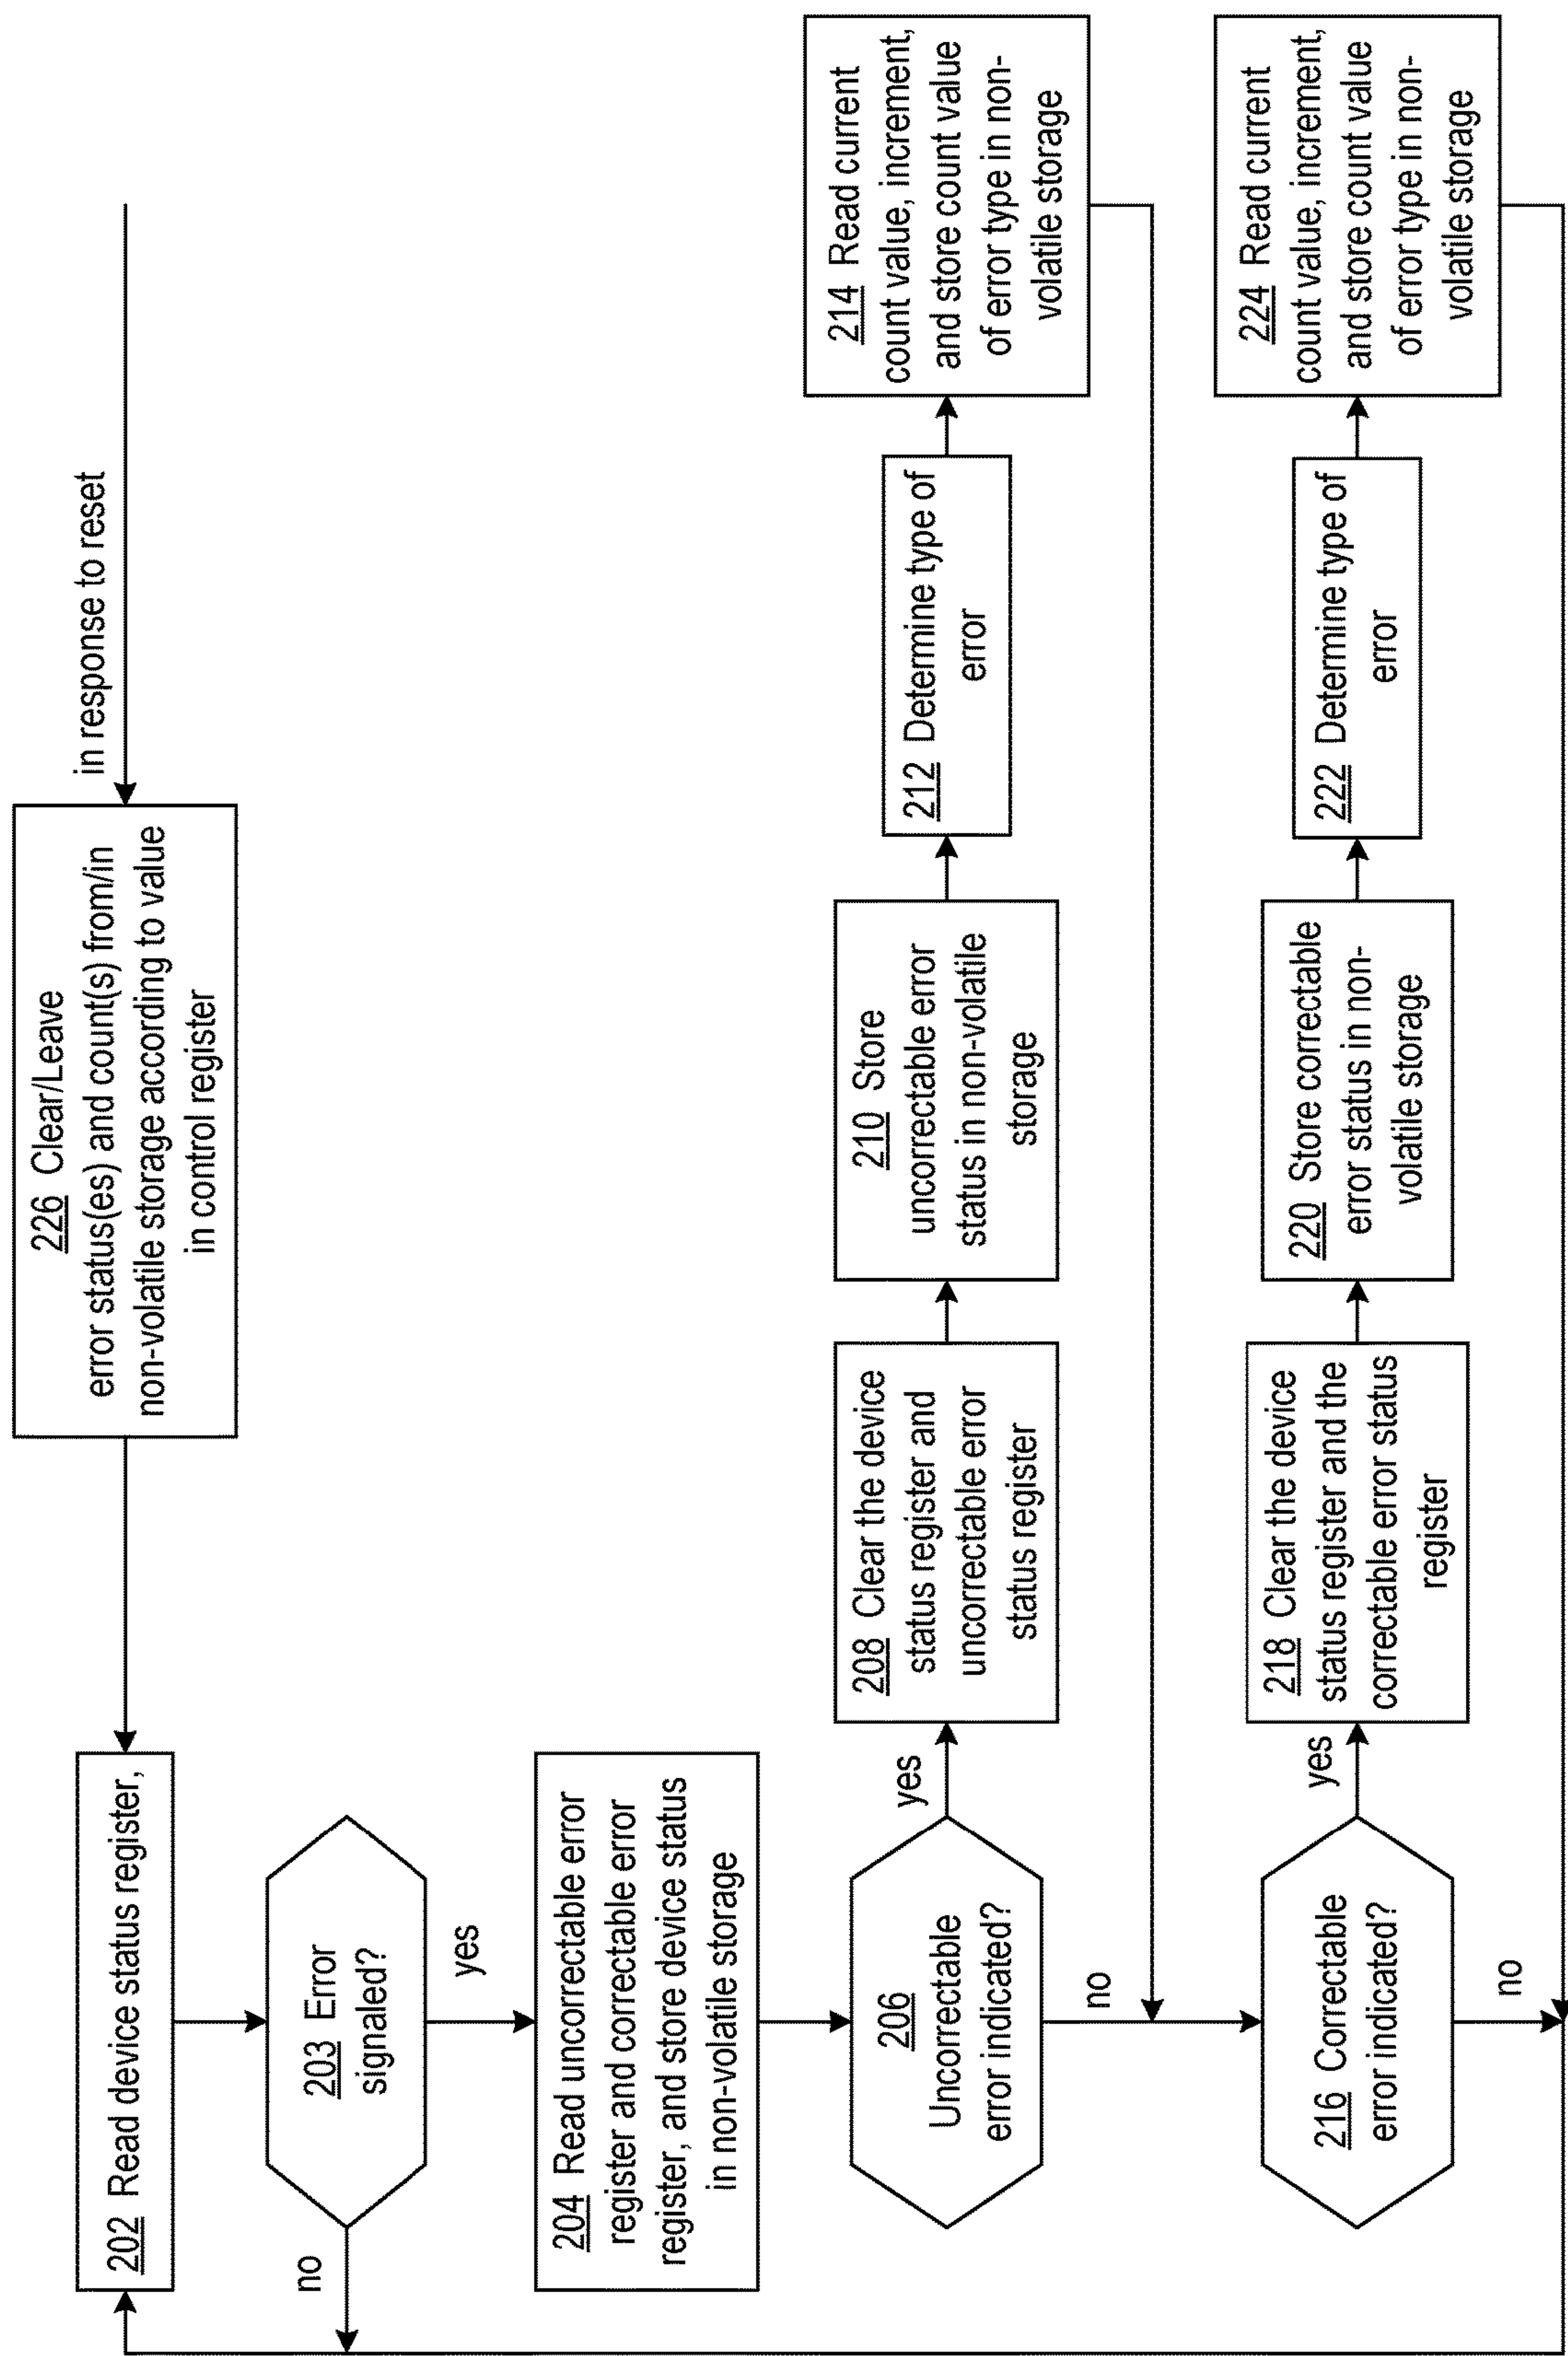 202 Read device status register,
226 Clear/Leave
error status(es) and count(s) from/in
non-volatile storage according to value
in control register
in response to reset
203 Error
signaled?
no
yes
204 Read uncorrectable error
register and correctable error
register, and store device status
in non-volatile storage
206
Uncorrectable
error indicated?
yes
no
208 Clear the device
status register and
uncorrectable error
status register
210 Store
uncorrectable error
status in non-volatile
storage
212 Determine type of
error
214 Read current
count value, increment,
and store count value
of error type in non-
volatile storage
216 Correctable
error indicated?
yes
no
218 Clear the device
status register and the
correctable error status
register
220 Store correctable
error status in non-
volatile storage
222 Determine type of
error
224 Read current
count value, increment,
and store count value
of error type in non-
volatile storage